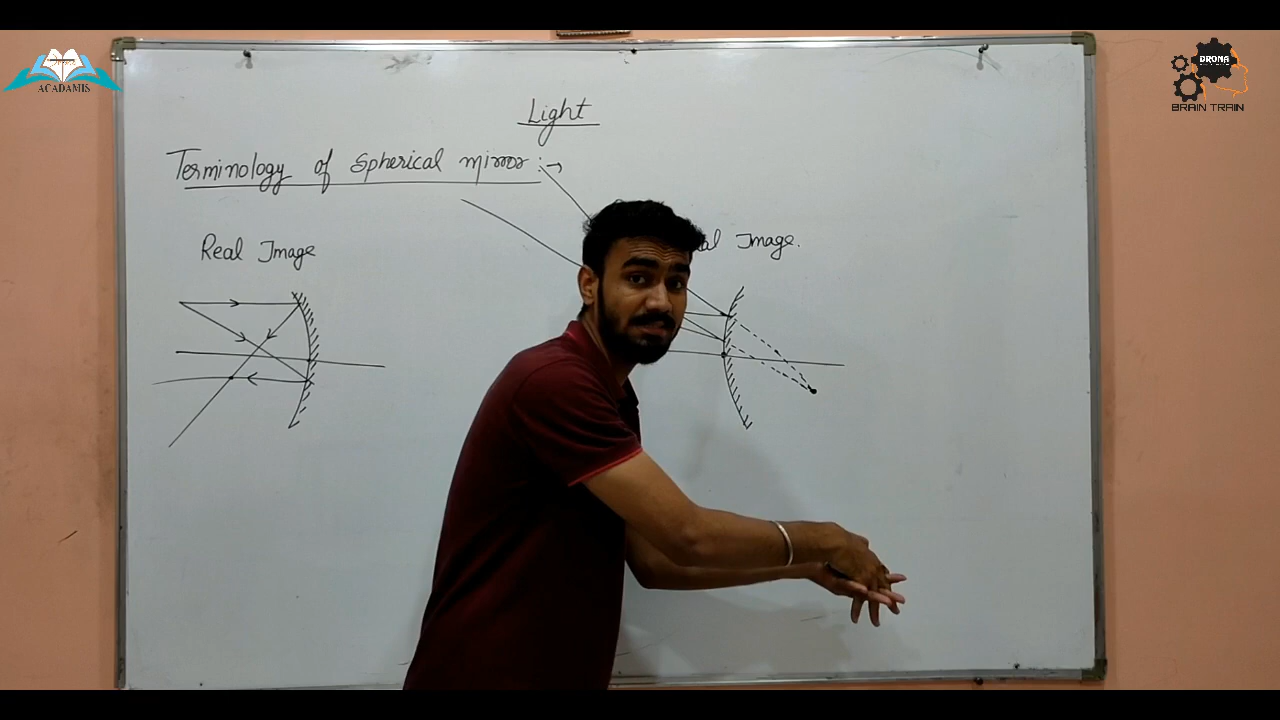 DRONA
ACADAMIS
BRAIN TRAIN
Light
Terminology of Spherical mirror :→
Real Image
al Image.